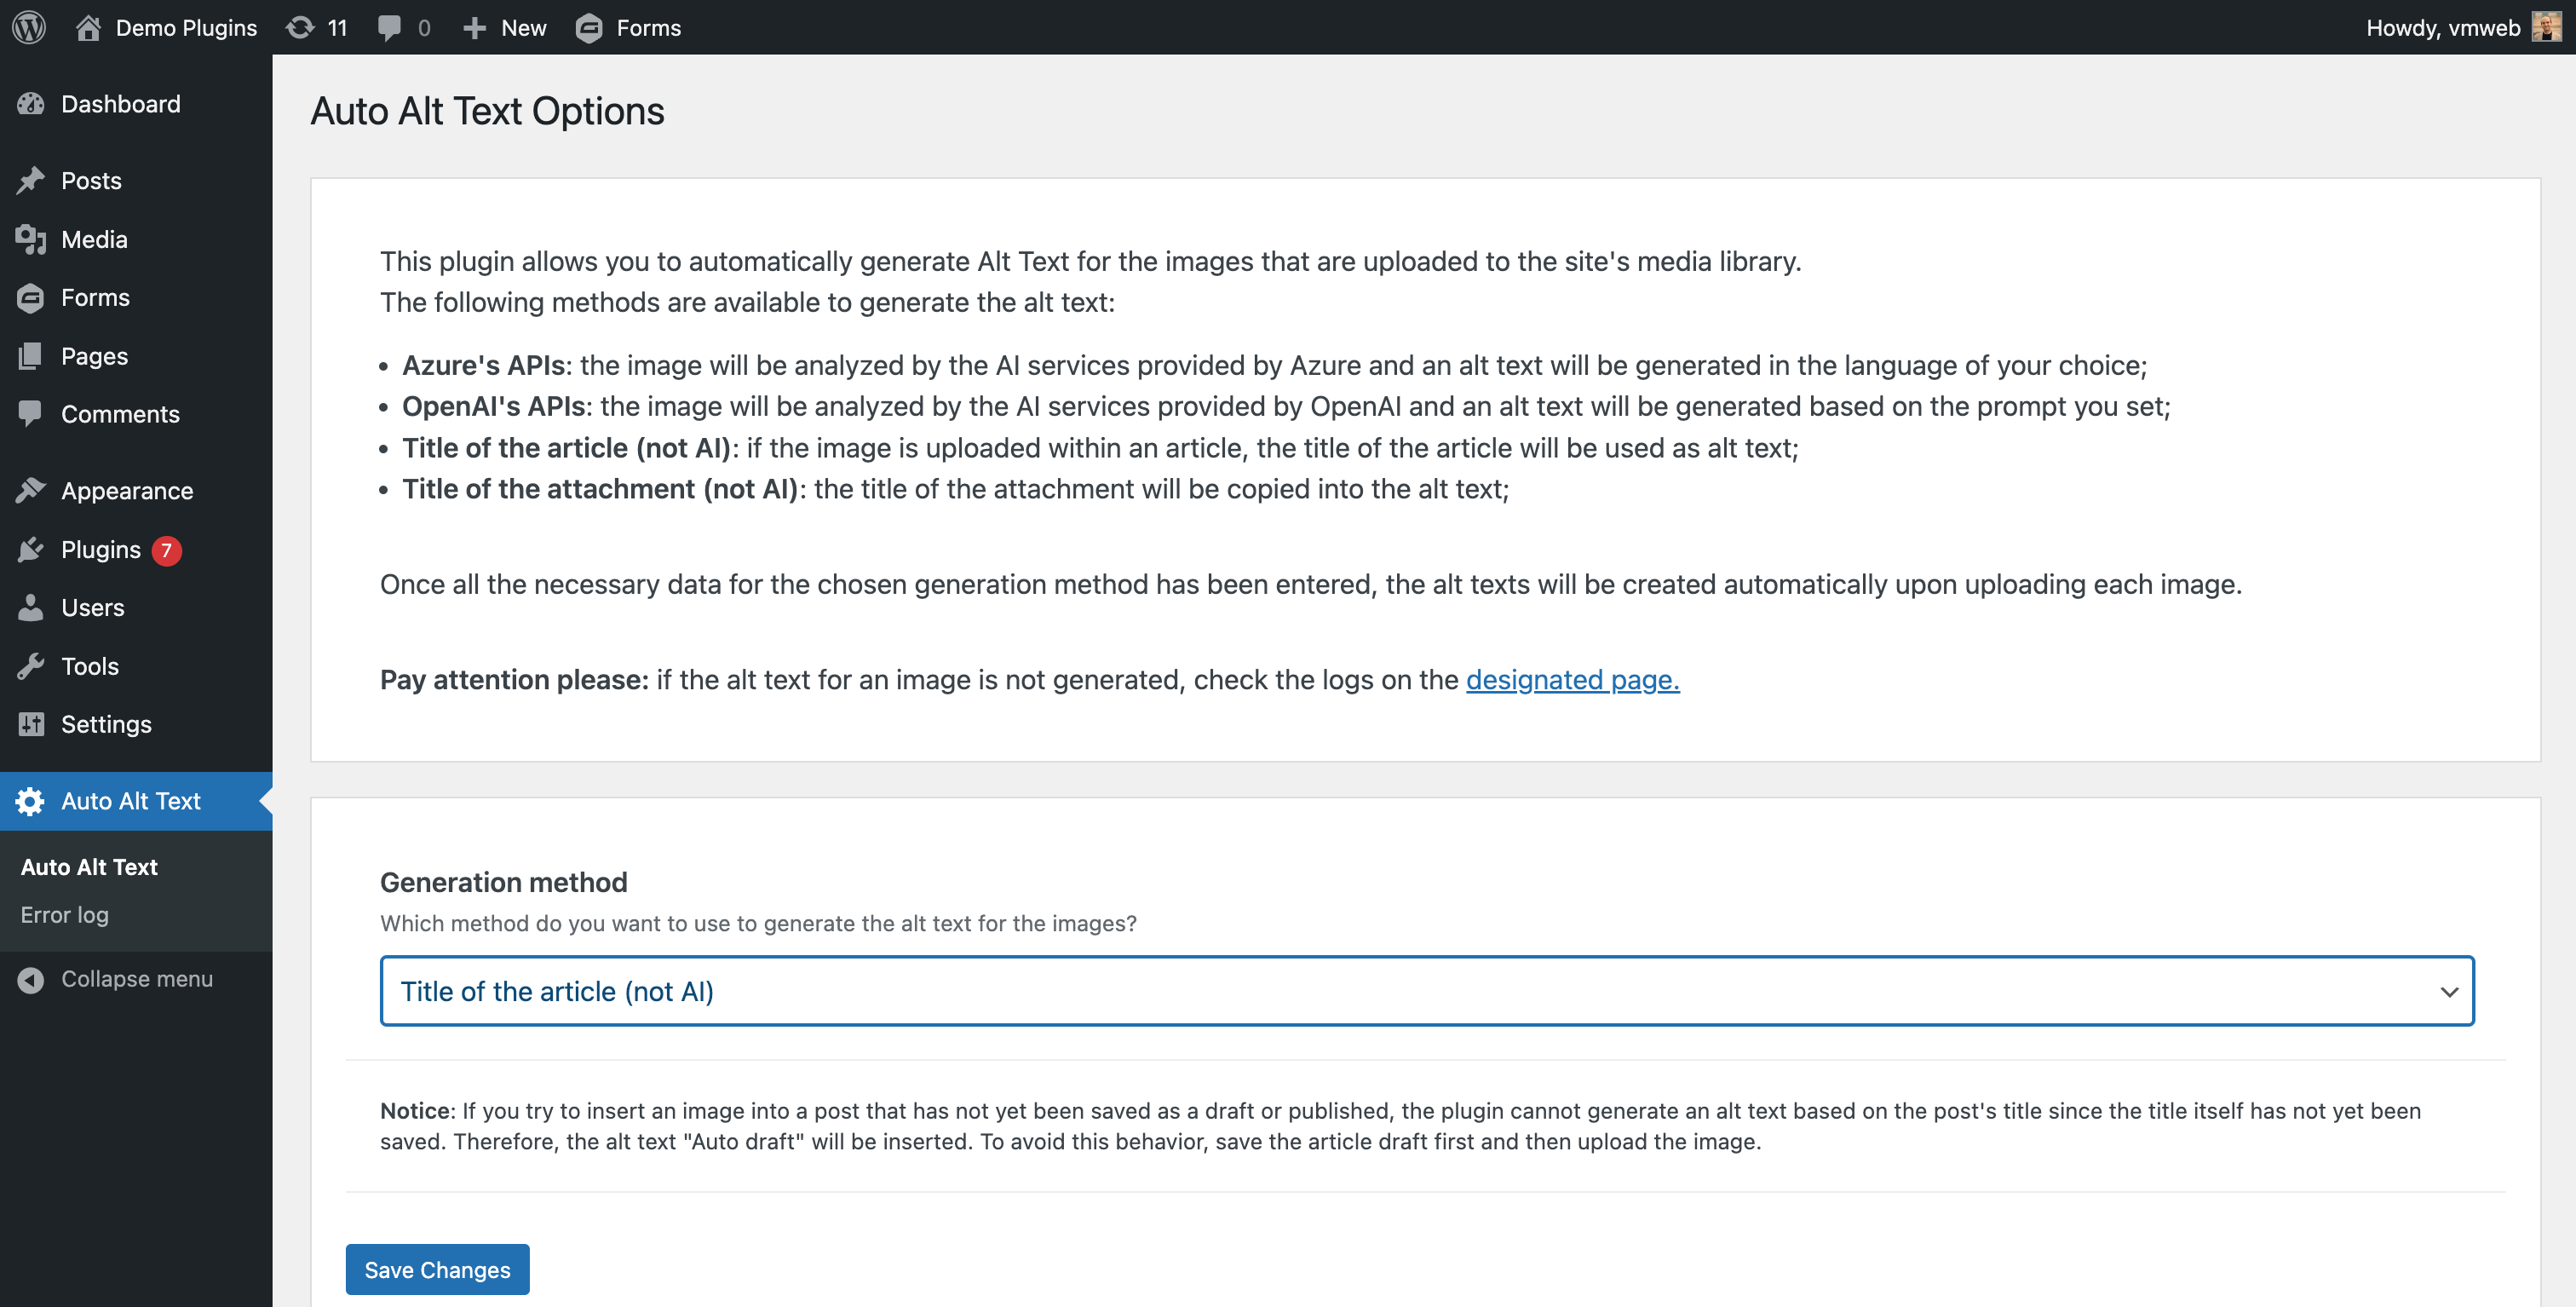 Demo Plugins 11 0 New Forms Howdy, vmweb
Dashboard
Posts
Media
Forms
Pages
Comments
Appearance
Plugins 7
Users
Tools
Settings
Auto Alt Text
Auto Alt Text
Error log
Collapse menu
Auto Alt Text Options
This plugin allows you to automatically generate Alt Text for the images that are uploaded to the site's media library.
The following methods are available to generate the alt text:
• Azure's APIs: the image will be analyzed by the AI services provided by Azure and an alt text will be generated in the language of your choice;
• OpenAI's APIs: the image will be analyzed by the AI services provided by OpenAI and an alt text will be generated based on the prompt you set;
• Title of the article (not AI): if the image is uploaded within an article, the title of the article will be used as alt text;
• Title of the attachment (not AI): the title of the attachment will be copied into the alt text;
Once all the necessary data for the chosen generation method has been entered, the alt texts will be created automatically upon uploading each image.
Pay attention please: if the alt text for an image is not generated, check the logs on the designated page.
Generation method
Which method do you want to use to generate the alt text for the images?
Title of the article (not AI)
Notice: If you try to insert an image into a post that has not yet been saved as a draft or published, the plugin cannot generate an alt text based on the post's title since the title itself has not yet been
saved. Therefore, the alt text "Auto draft" will be inserted. To avoid this behavior, save the article draft first and then upload the image.
Save Changes